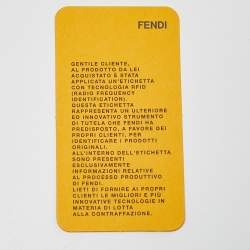 FENDI
GENTILE CLIENTE,
AL PRODOTTO DA LEI
ACQUISTATO È STATA
APPLICATA UN'ETICHETTA
CON TECNOLOGIA RFID
(RADIO FREQUENCY
IDENTIFICATION).
QUESTA ETICHETTA
RAPPRESENTA UN ULTERIORE
ED INNOVATIVO STRUMENTO
DI TUTELA CHE FENDI HA
PREDISPOSTO, A FAVORE DEI
PROPRI CLIENTI, PER
IDENTIFICARE I PRODOTTI
ORIGINALI.
ALL'INTERNO DELL'ETICHETTA
SONO PRESENTI
ESCLUSIVAMENTE
INFORMAZIONI RELATIVE
AL PROCESSO PRODUTTIVO
DI FENDI.
LIETI DI FORNIRE AI PROPRI
CLIENTI LE MIGLIORI E PIÙ
INNOVATIVE TECNOLOGIE IN
MATERIA DI LOTTA
ALLA CONTRAFFAZIONE.